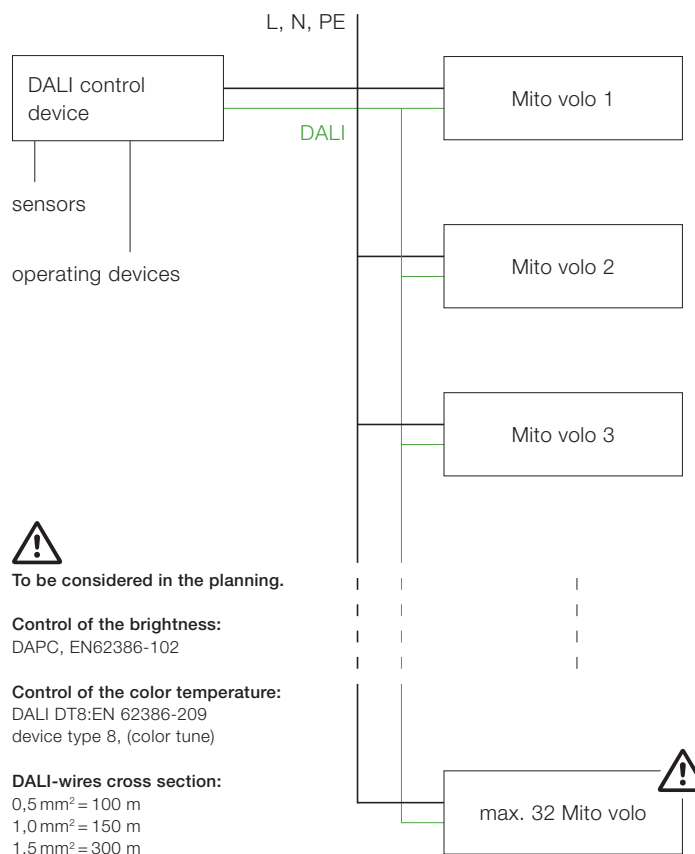 L, N, PE
DALI control
device
Mito volo 1
DALI
sensors
operating devices
Mito volo 2
Mito volo 3
To be considered in the planning.
Control of the brightness:
DAPC, EN62386-102
Control of the color temperature:
DALI DT8:EN 62386-209
device type 8, (color tune)
DALI-wires cross section:
0,5 mm² = 100 m
1,0 mm² = 150 m
1,5 mm² = 300 m
max. 32 Mito volo